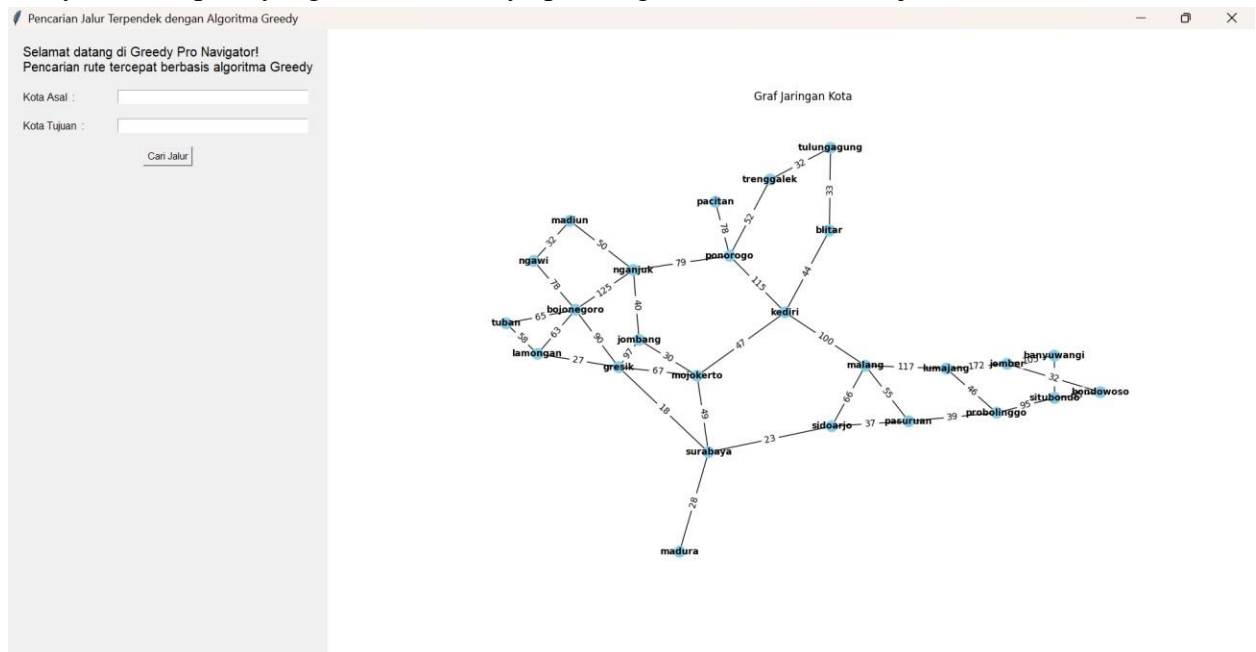 Pencarian Jalur Terpendek dengan Algoritma Greedy
Selamat datang di Greedy Pro Navigator!
Pencarian rute tercepat berbasis algoritma Greedy
Kota Asal :
Kota Tujuan :
Cari Jalur
Graf Jaringan Kota
tulungagung
32
trenggalek
33
pacitan
52
78
madiun
blitar
32
50
ponorogo
ngawi
79
nganjuk
44
78
125
115
40
bojonegoro
kediri
65
tuban
58
63
90
jombang
47
100
lamongan
97
30
banyuwangi
27
gresik
67
mojokerto
malang
117
lumajang
172
jember
32
66
55
46
bondowoso
situbondo
95
18
49
probolinggo
39
sidoarjo
37
pasuruan
23
surabaya
28
madura